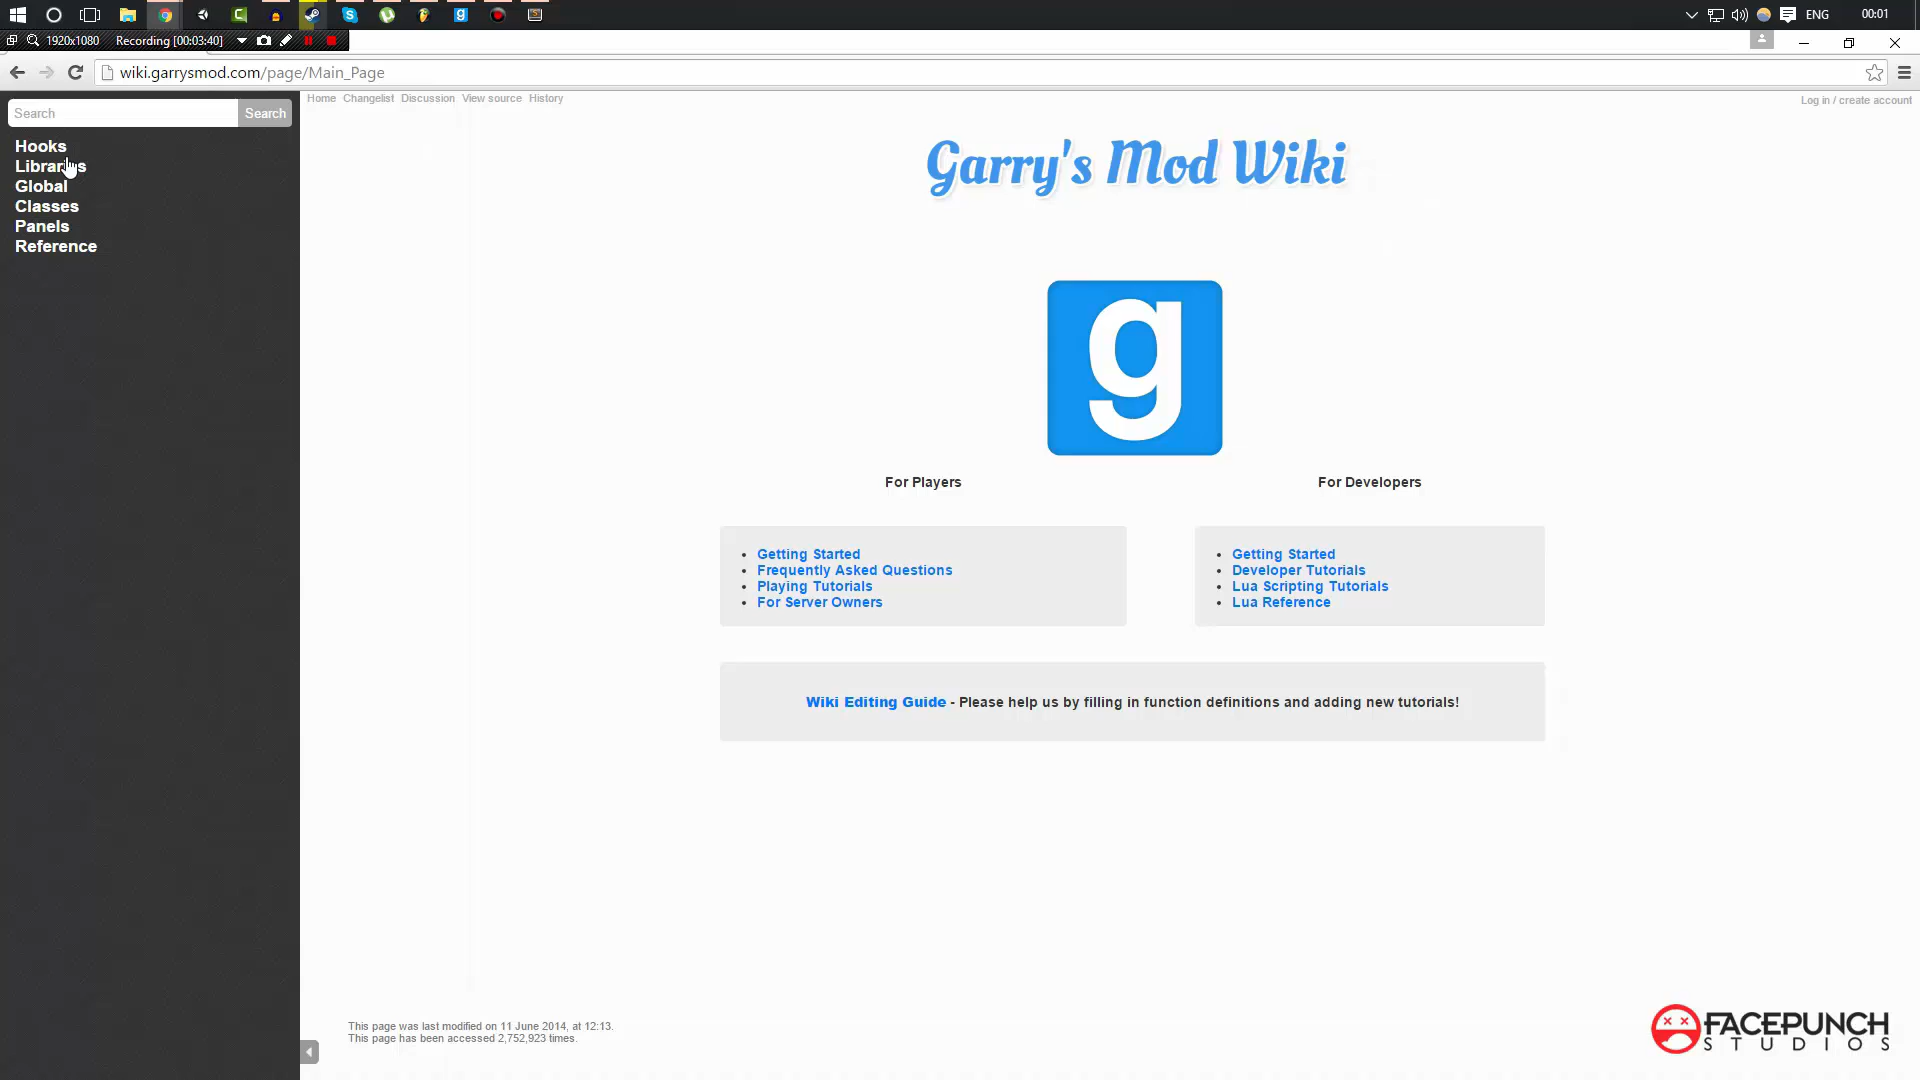 ENG 00:01
1920x1080 Recording [00:03:40]
wiki.garrysmod.com/page/Main_Page
Home Changelist Discussion View source History
Log in / create account
Search Search
Hooks
Libraries
Global
Classes
Panels
Reference
Garry's Mod Wiki
g
For Players
For Developers
• Getting Started
• Frequently Asked Questions
• Playing Tutorials
• For Server Owners
• Getting Started
• Developer Tutorials
• Lua Scripting Tutorials
• Lua Reference
Wiki Editing Guide - Please help us by filling in function definitions and adding new tutorials!
This page was last modified on 11 June 2014, at 12:13.
This page has been accessed 2,752,923 times.
FACEPUNCH
STUDIOS